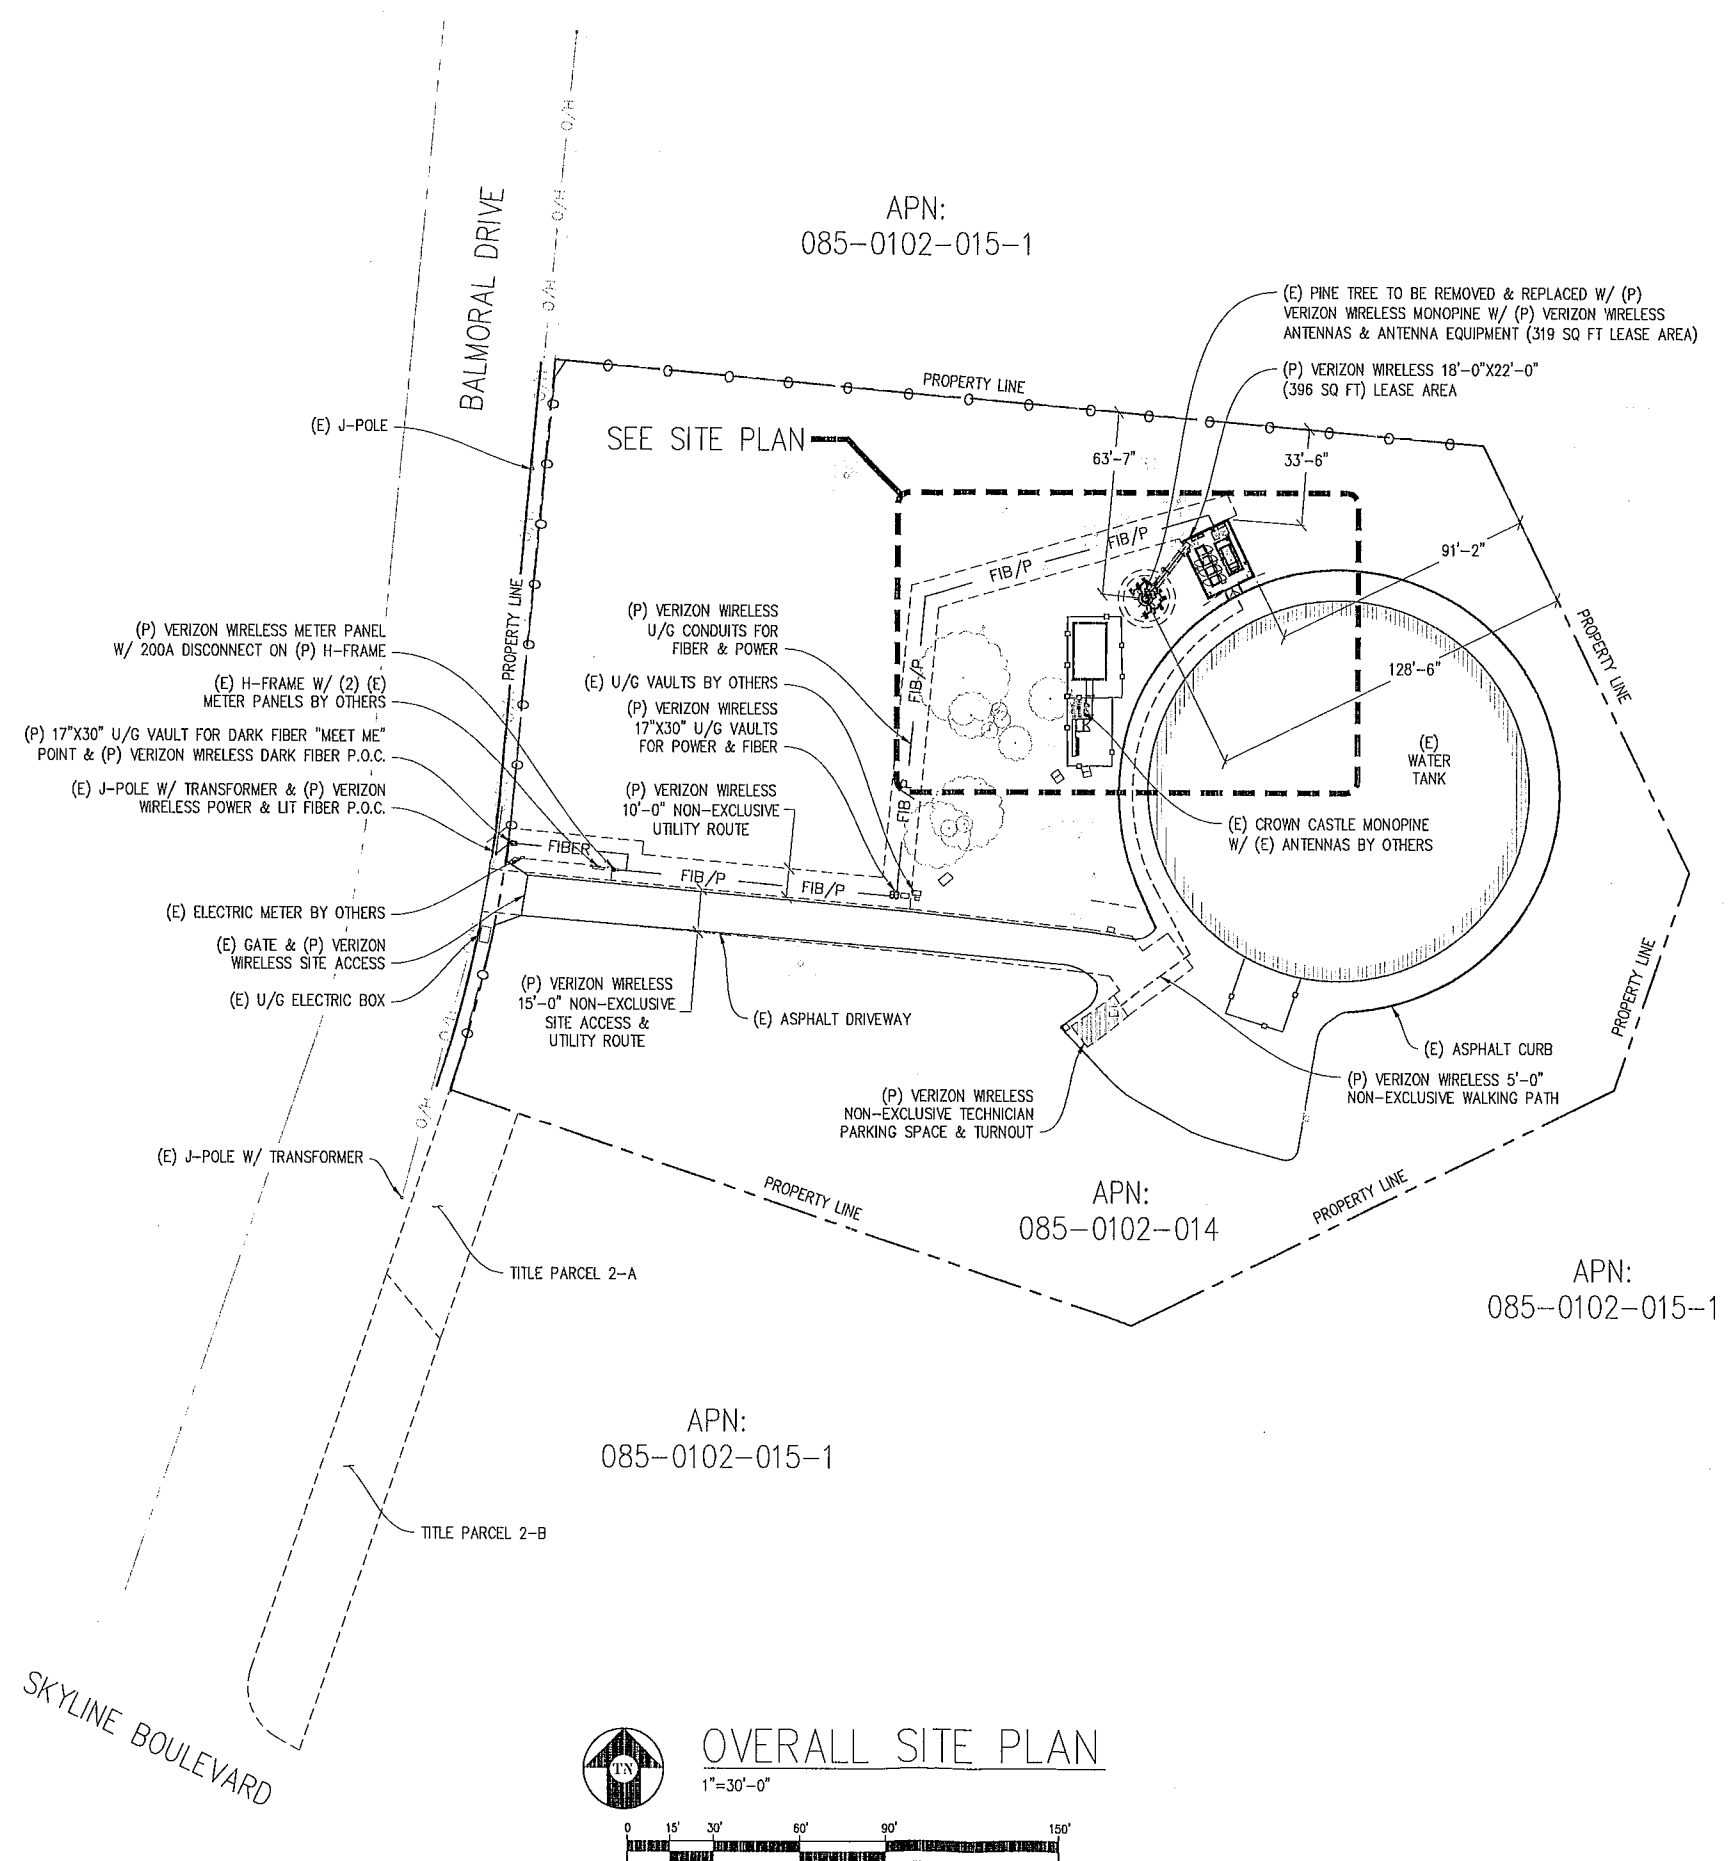 APN:
085-0102-015-1
BALMORAL DRIVE
O/H
O/H
O/H
(E) PINE TREE TO BE REMOVED & REPLACED W/ (P)
VERIZON WIRELESS MONOPINE W/ (P) VERIZON WIRELESS
ANTENNAS & ANTENNA EQUIPMENT (319 SQ FT LEASE AREA)
(P) VERIZON WIRELESS 18'-0"X22'-0"
(396 SQ FT) LEASE AREA
PROPERTY LINE
(E) J-POLE
SEE SITE PLAN
63'-7"
33'-6"
91'-2"
128'-6"
FIB/P
FIB/P
PROPERTY LINE
PROPERTY LINE
(P) VERIZON WIRELESS
U/G CONDUITS FOR
FIBER & POWER
(P) VERIZON WIRELESS METER PANEL
W/ 200A DISCONNECT ON (P) H-FRAME
(E) U/G VAULTS BY OTHERS
FIB/P
(E) H-FRAME W/ (2) (E)
METER PANELS BY OTHERS
(P) VERIZON WIRELESS
17"X30" U/G VAULTS
FOR POWER & FIBER
(P) 17"X30" U/G VAULT FOR DARK FIBER "MEET ME"
POINT & (P) VERIZON WIRELESS DARK FIBER P.O.C.
(E)
WATER
TANK
(E) J-POLE W/ TRANSFORMER & (P) VERIZON
WIRELESS POWER & LIT FIBER P.O.C.
(P) VERIZON WIRELESS
10'-0" NON-EXCLUSIVE
UTILITY ROUTE
FIB/P
(E) CROWN CASTLE MONOPINE
W/ (E) ANTENNAS BY OTHERS
FIBER
FIB/P
FIB/P
(E) ELECTRIC METER BY OTHERS
(E) GATE & (P) VERIZON
WIRELESS SITE ACCESS
(E) U/G ELECTRIC BOX
(P) VERIZON WIRELESS
15'-0" NON-EXCLUSIVE
SITE ACCESS &
UTILITY ROUTE
(E) ASPHALT DRIVEWAY
PROPERTY LINE
(E) ASPHALT CURB
(P) VERIZON WIRELESS 5'-0"
NON-EXCLUSIVE WALKING PATH
(P) VERIZON WIRELESS
NON-EXCLUSIVE TECHNICIAN
PARKING SPACE & TURNOUT
O/H
(E) J-POLE W/ TRANSFORMER
PROPERTY LINE
PROPERTY LINE
APN:
085-0102-014
TITLE PARCEL 2-A
APN:
085-0102-015-1
APN:
085-0102-015-1
TITLE PARCEL 2-B
SKYLINE BOULEVARD
TN
OVERALL SITE PLAN
1"=30'-0"
0 15' 30' 60' 90' 150'